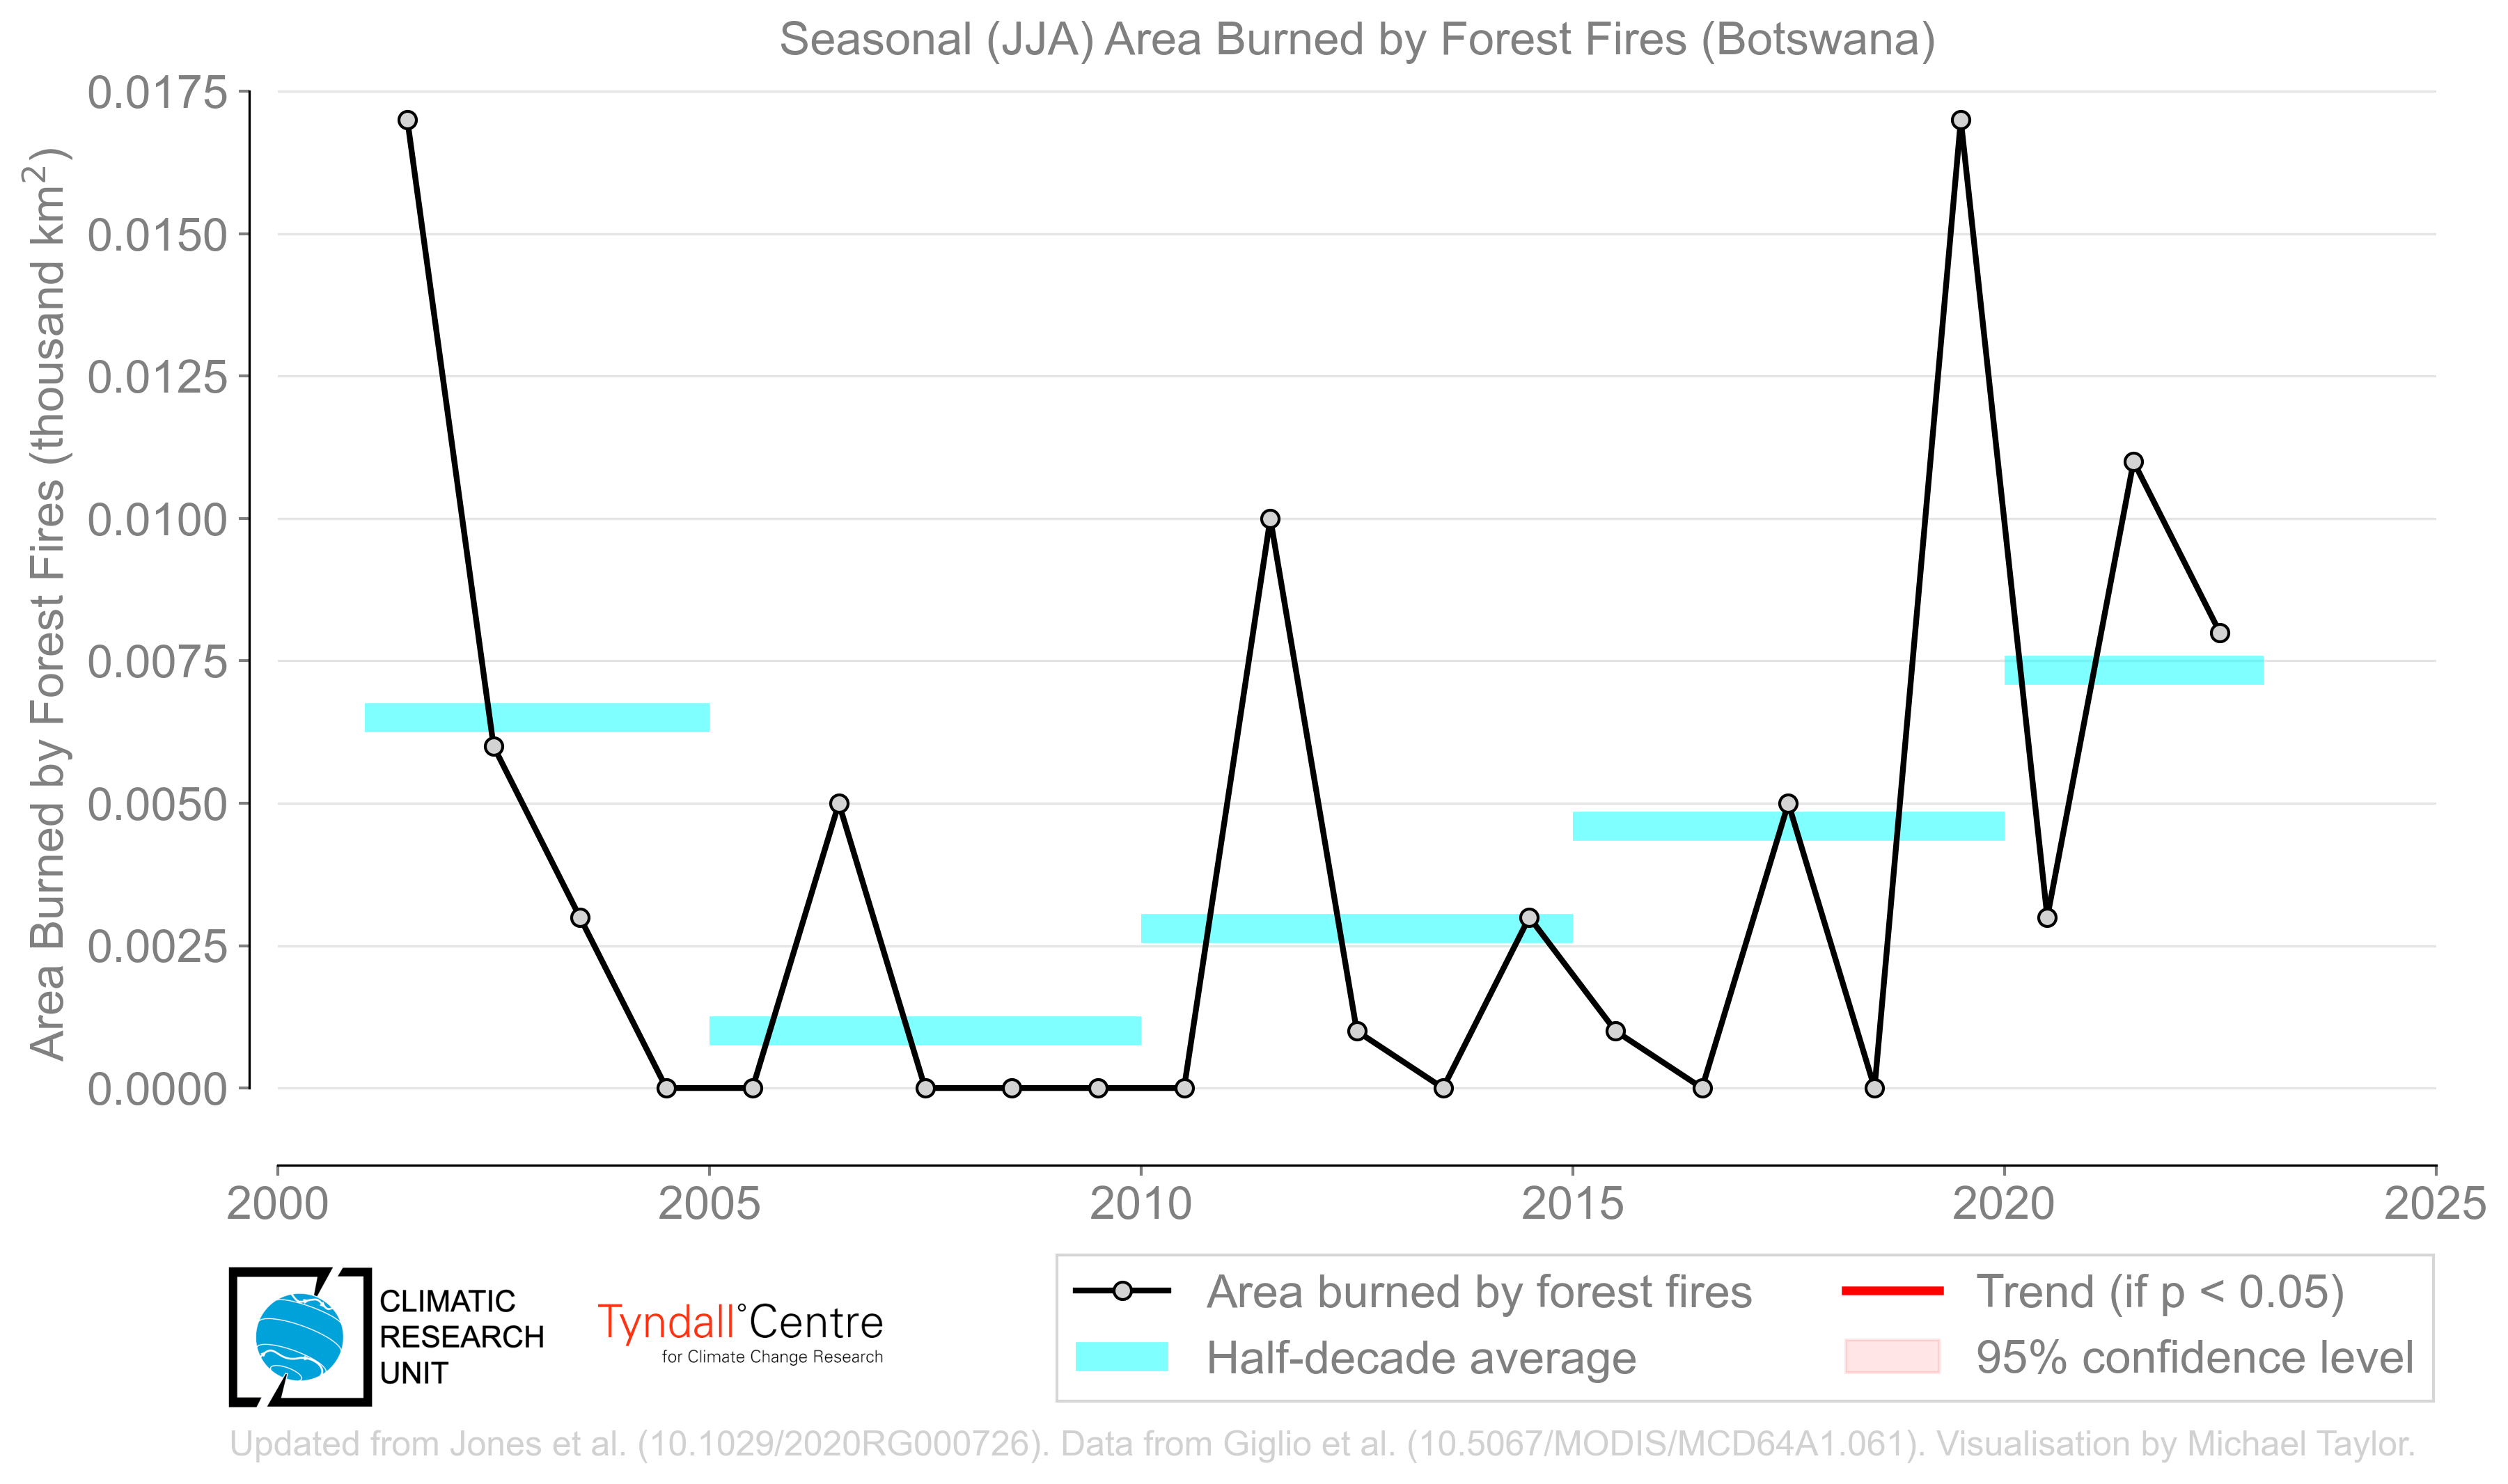 Seasonal (JJA) Area Burned by Forest Fires (Botswana)
Area Burned by Forest Fires (thousand km²)
0.0175
0.0150
0.0125
0.0100
0.0075
0.0050
0.0025
0.0000
2000 2005 2010 2015 2020 2025
CLIMATIC
RESEARCH
UNIT
Tyndall°Centre
for Climate Change Research
Area burned by forest fires
Half-decade average
Trend (if p < 0.05)
95% confidence level
Updated from Jones et al. (10.1029/2020RG000726). Data from Giglio et al. (10.5067/MODIS/MCD64A1.061). Visualisation by Michael Taylor.